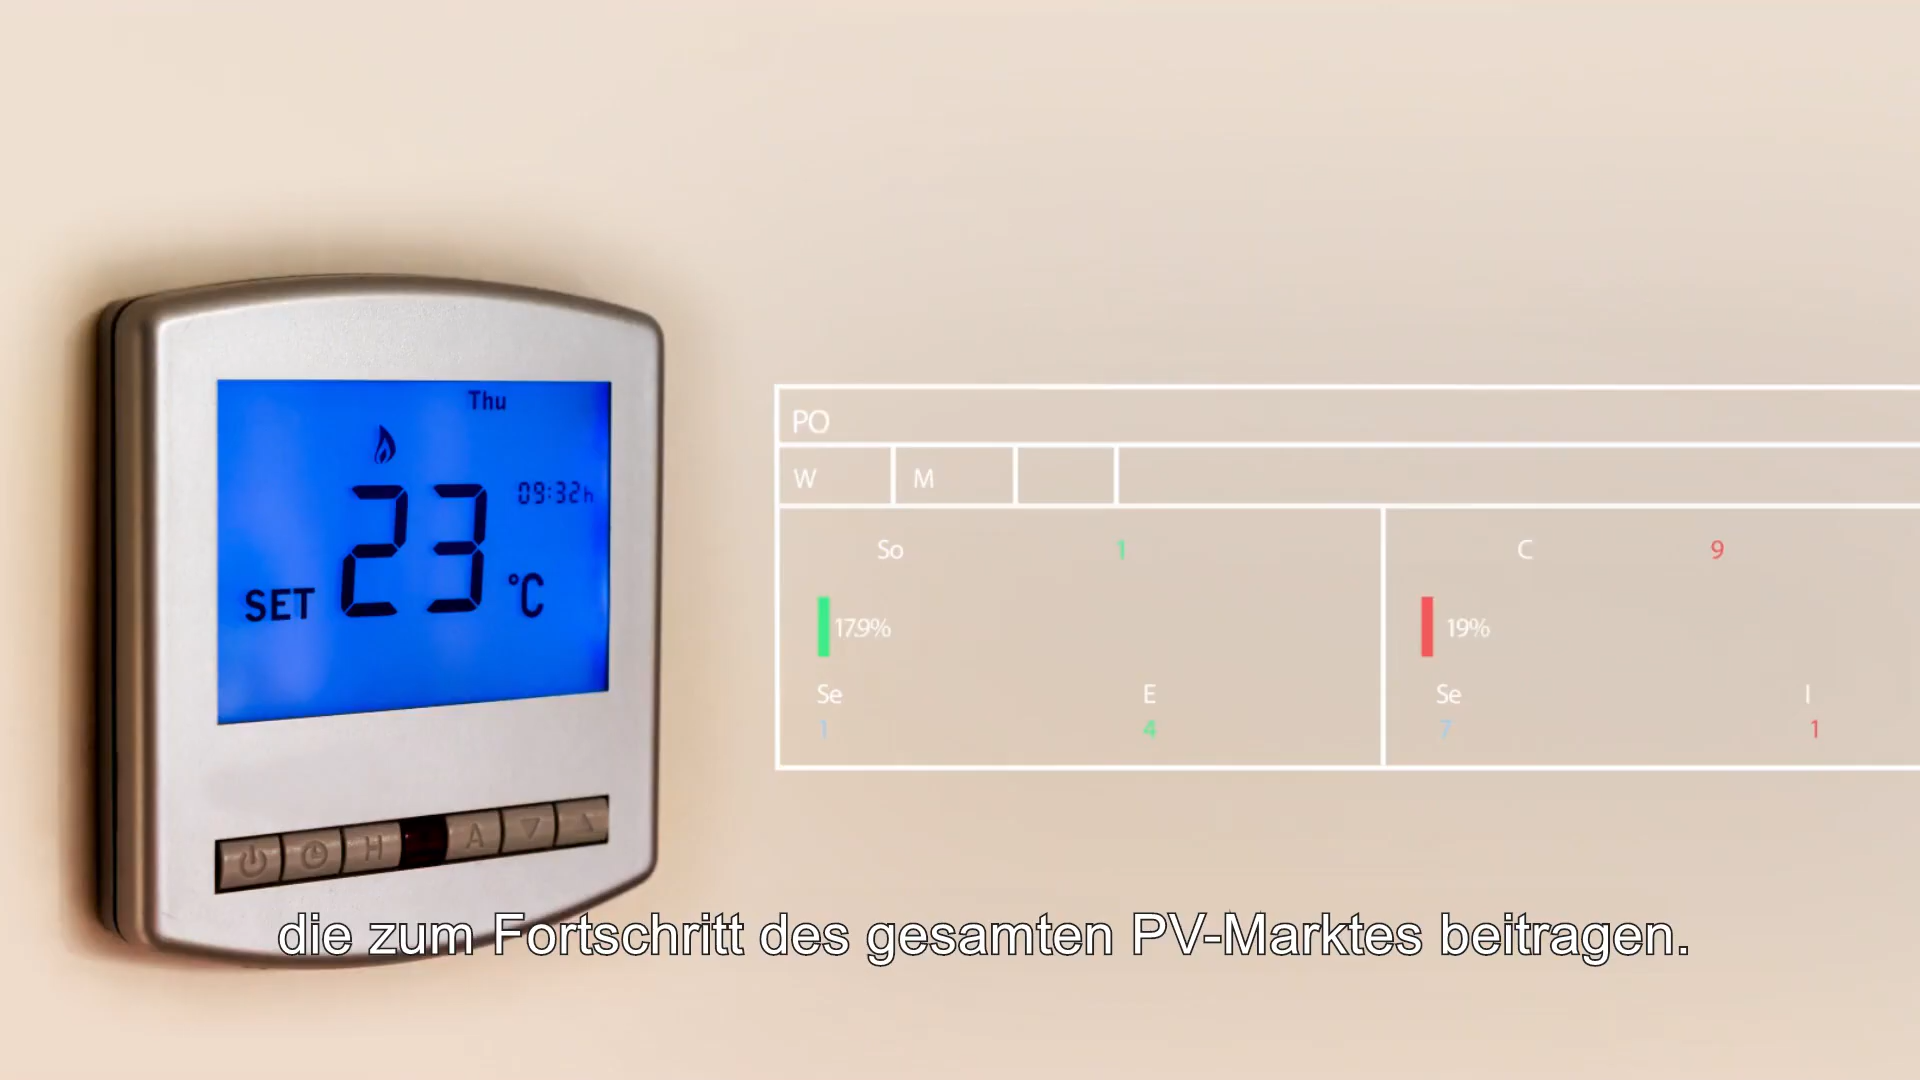 Thu
09:32h
SET 23 °C
H A
PO
W M
So 1
C 9
17.9%
19%
Se E
1 4
Se I
7 1
die zum Fortschritt des gesamten PV-Marktes beitragen.